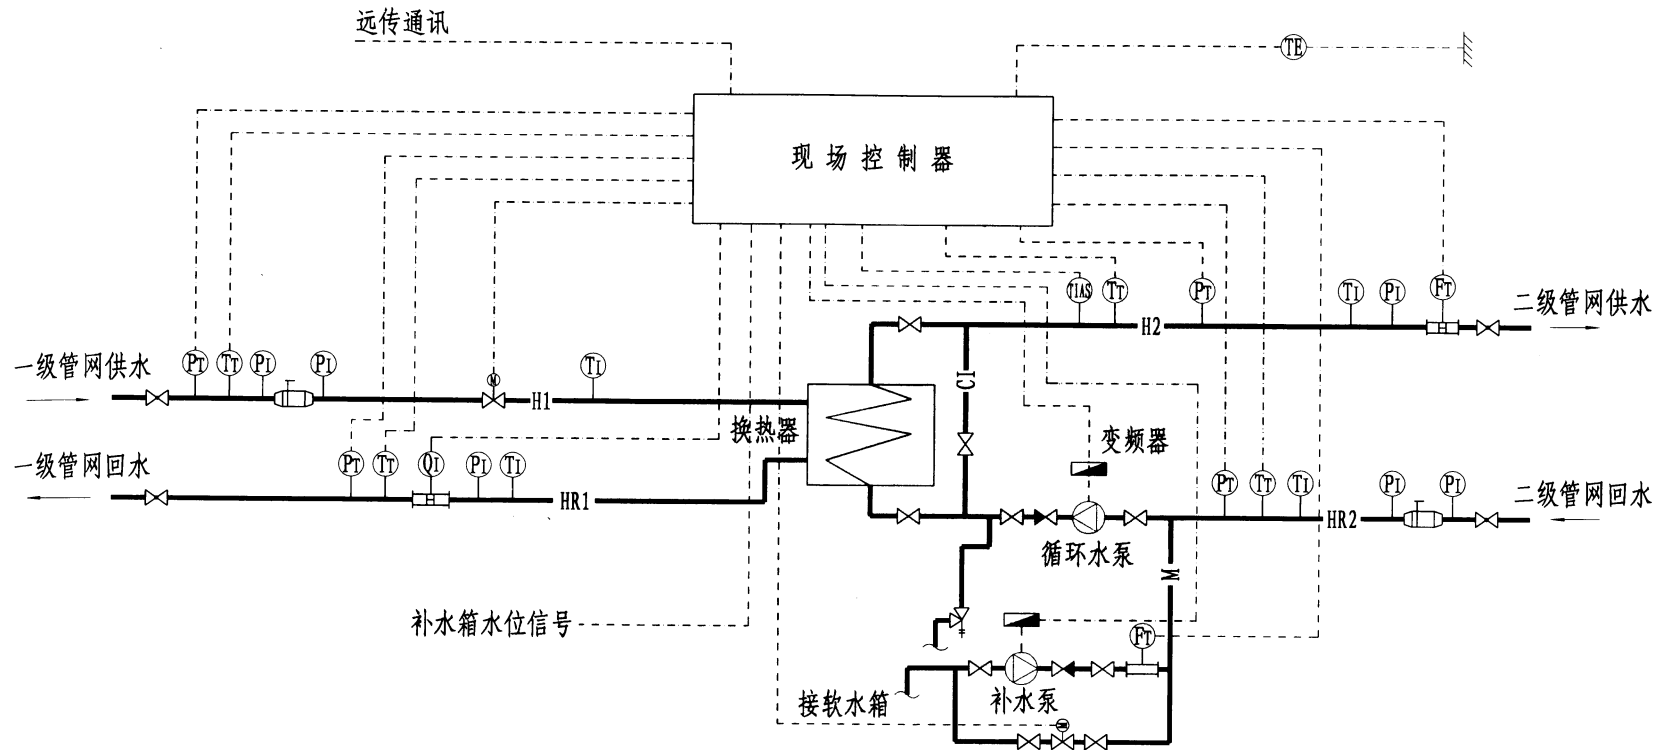 远传通讯
TE
现场控制器
TIAS TT PT TI PI FT
二级管网供水
H2
一级管网供水
PT TT PI PI M TI
H1
CI
换热器
变频器
一级管网回水
PT TT QI PI TI
HR1
PT TT TI PI PI
二级管网回水
HR2
循环水泵
M
补水箱水位信号
FT
接软水箱
补水泵